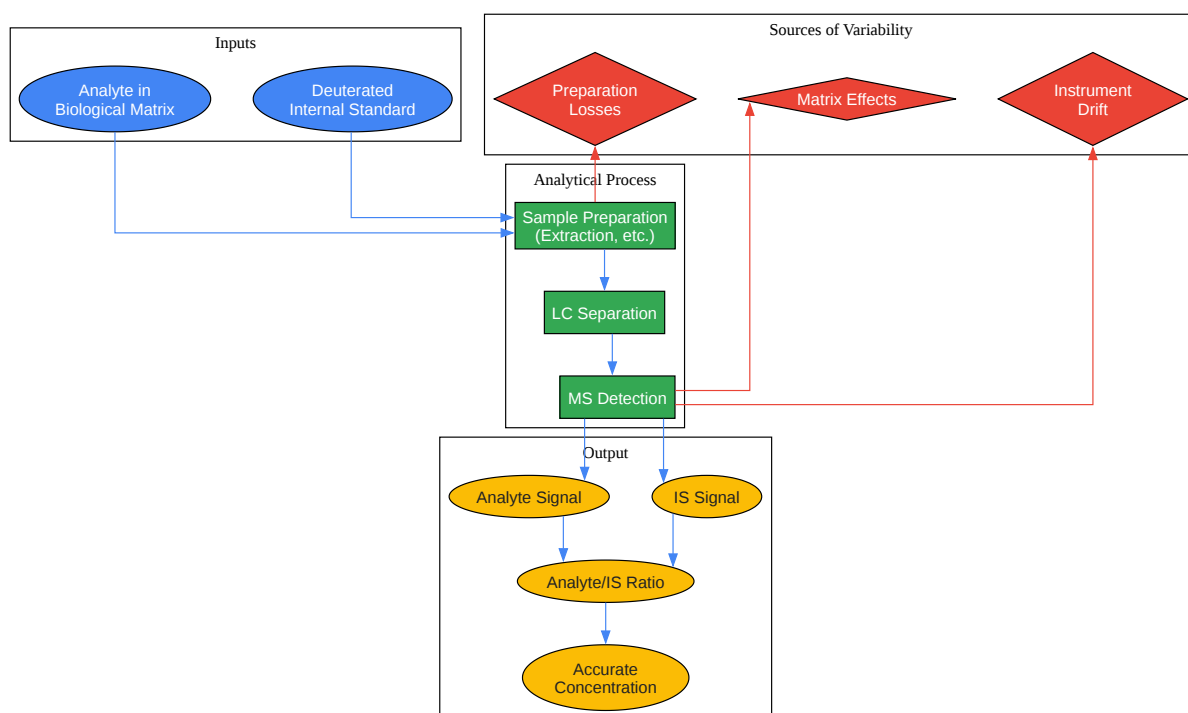 Inputs
Analyte in
Biological Matrix
Deuterated
Internal Standard
Sources of Variability
Preparation
Losses
Matrix Effects
Instrument
Drift
Analytical Process
Sample Preparation
(Extraction, etc.)
LC Separation
MS Detection
Output
Analyte Signal
IS Signal
Analyte/IS Ratio
Accurate
Concentration